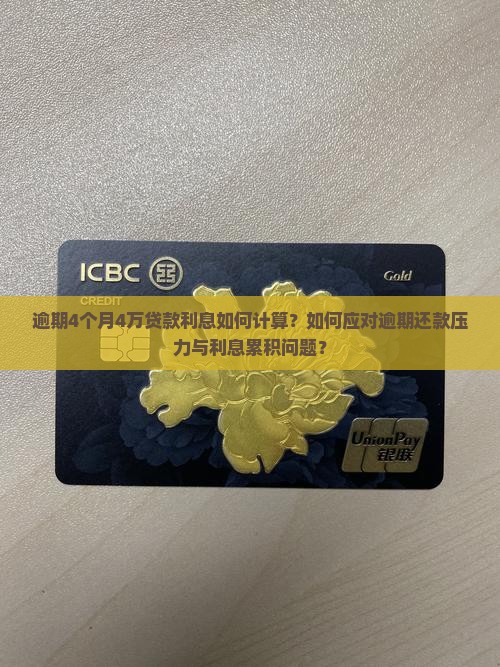 ICBC
Gold
CREDIT
逾期4个月4万贷款利息如何计算?如何应对逾期还款压
力与利息累积问题?
UnionPay
银联